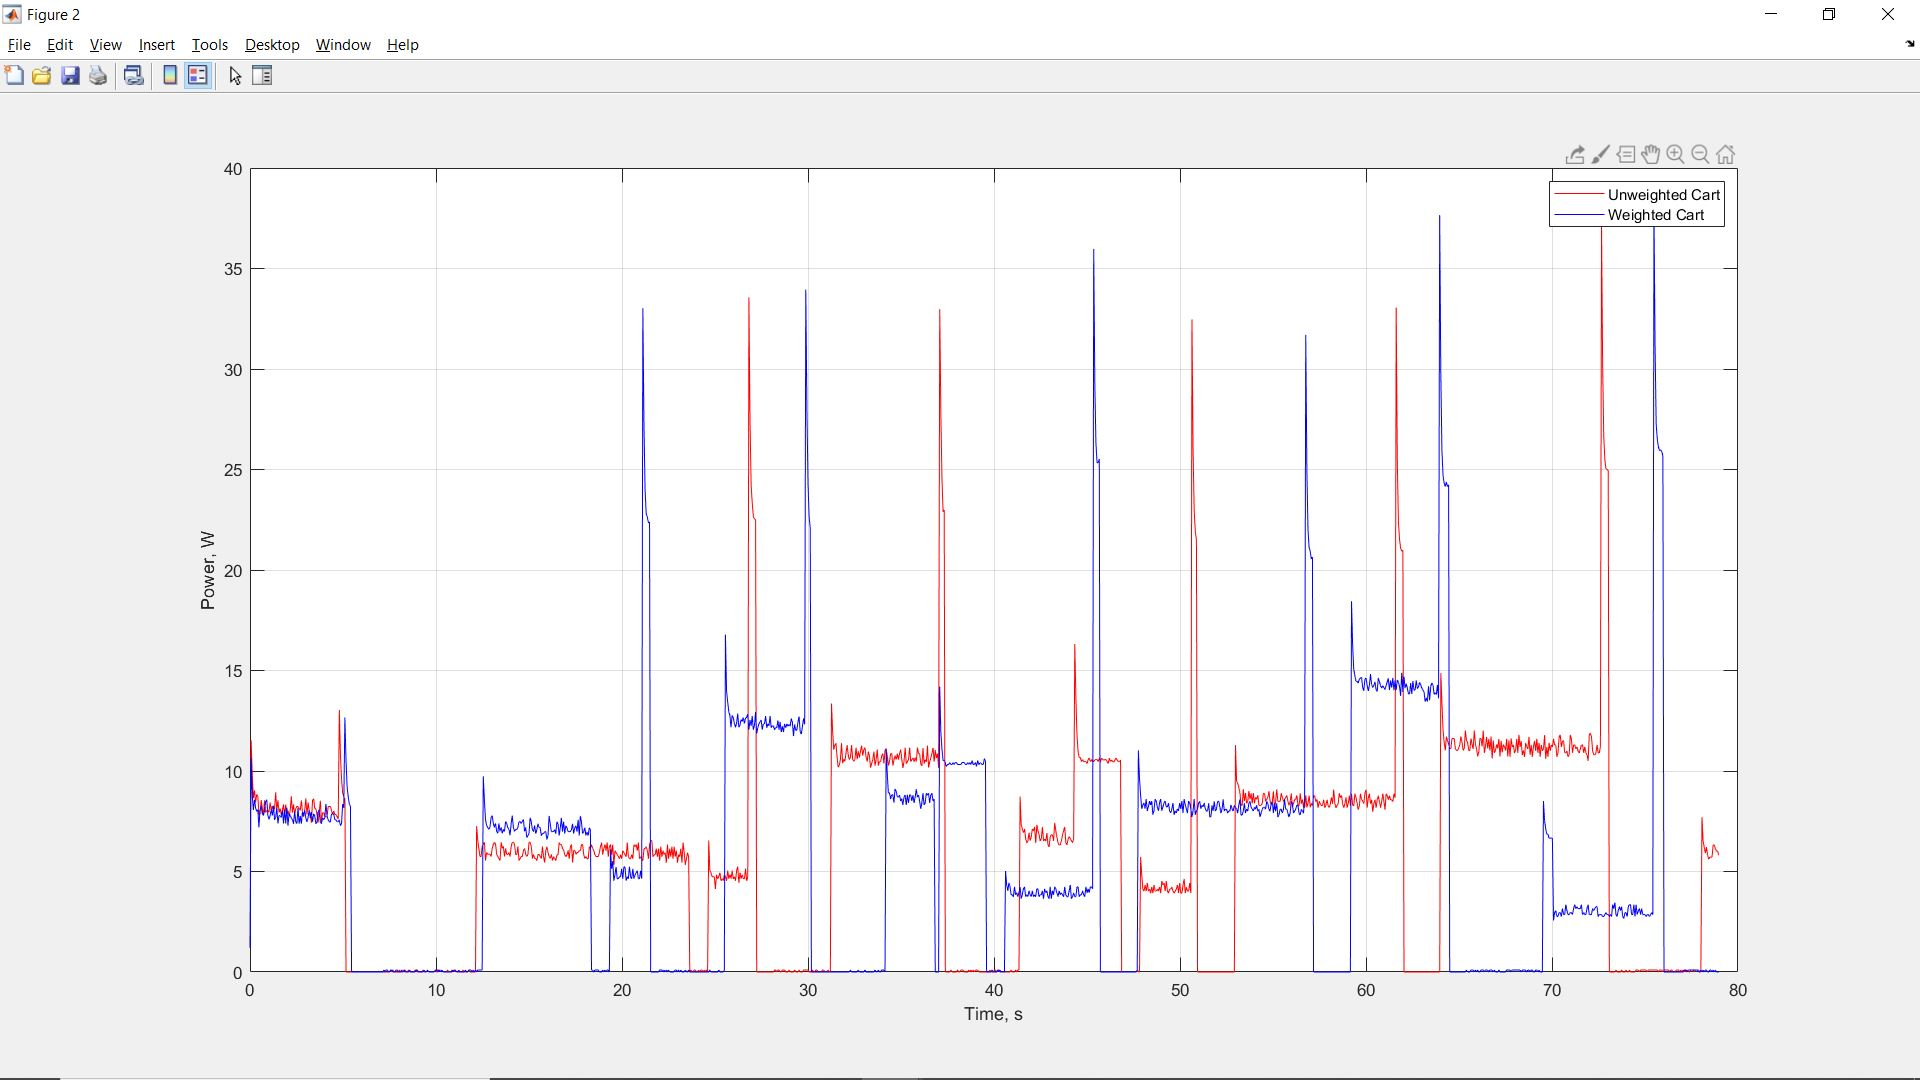 Figure 2
File Edit View Insert Tools Desktop Window Help
Unweighted Cart
Weighted Cart
40
35
30
25
20
15
10
5
0
Power, W
0 10 20 30 40 50 60 70 80
Time, s